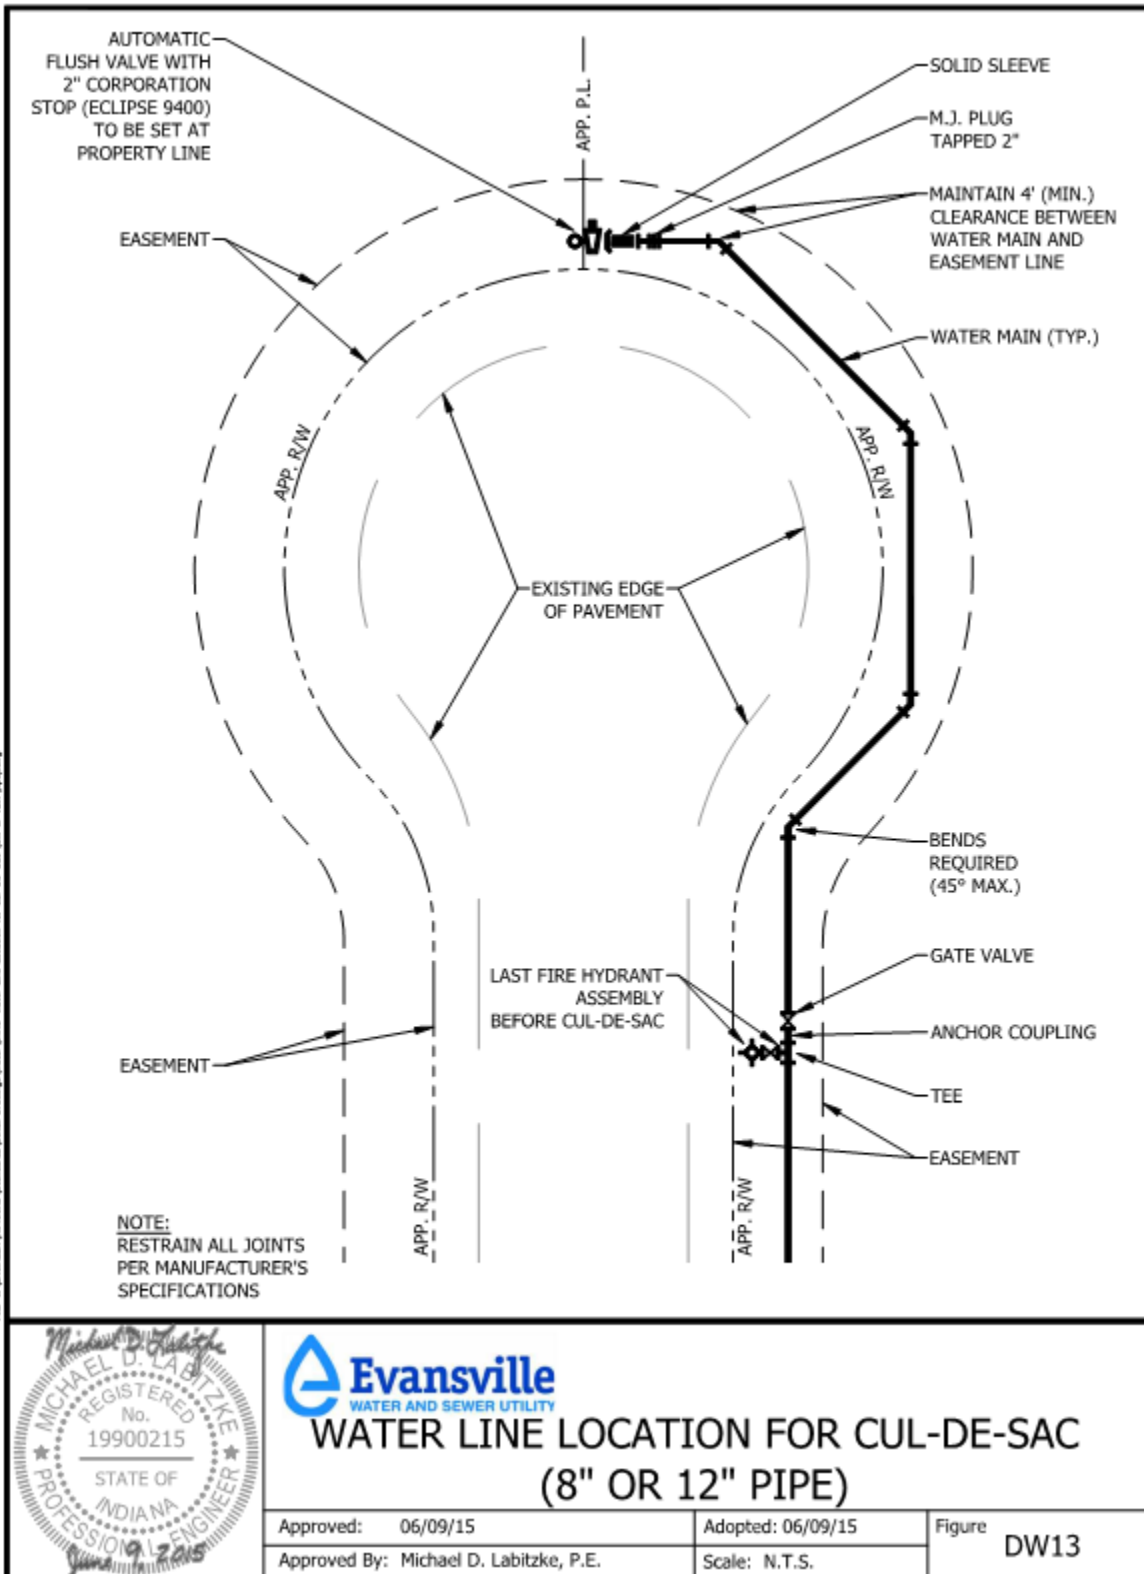 AUTOMATIC
FLUSH VALVE WITH
2" CORPORATION
STOP (ECLIPSE 9400)
TO BE SET AT
PROPERTY LINE
APP. P.L.
SOLID SLEEVE
M.J. PLUG
TAPPED 2"
MAINTAIN 4' (MIN.)
CLEARANCE BETWEEN
WATER MAIN AND
EASEMENT LINE
EASEMENT
WATER MAIN (TYP.)
APP. R/W
APP. R/W
EXISTING EDGE
OF PAVEMENT
BENDS
REQUIRED
(45° MAX.)
GATE VALVE
LAST FIRE HYDRANT
ASSEMBLY
BEFORE CUL-DE-SAC
ANCHOR COUPLING
EASEMENT
TEE
EASEMENT
APP. R/W
APP. R/W
NOTE:
RESTRAIN ALL JOINTS
PER MANUFACTURER'S
SPECIFICATIONS
Michael D. Labitzke
MICHAEL D. LABITZKE
REGISTERED
No.
19900215
STATE OF
INDIANA
PROFESSIONAL ENGINEER
June 9, 2015
Evansville
WATER AND SEWER UTILITY
WATER LINE LOCATION FOR CUL-DE-SAC
(8" OR 12" PIPE)
Approved: 06/09/15
Adopted: 06/09/15
Figure
DW13
Approved By: Michael D. Labitzke, P.E.
Scale: N.T.S.